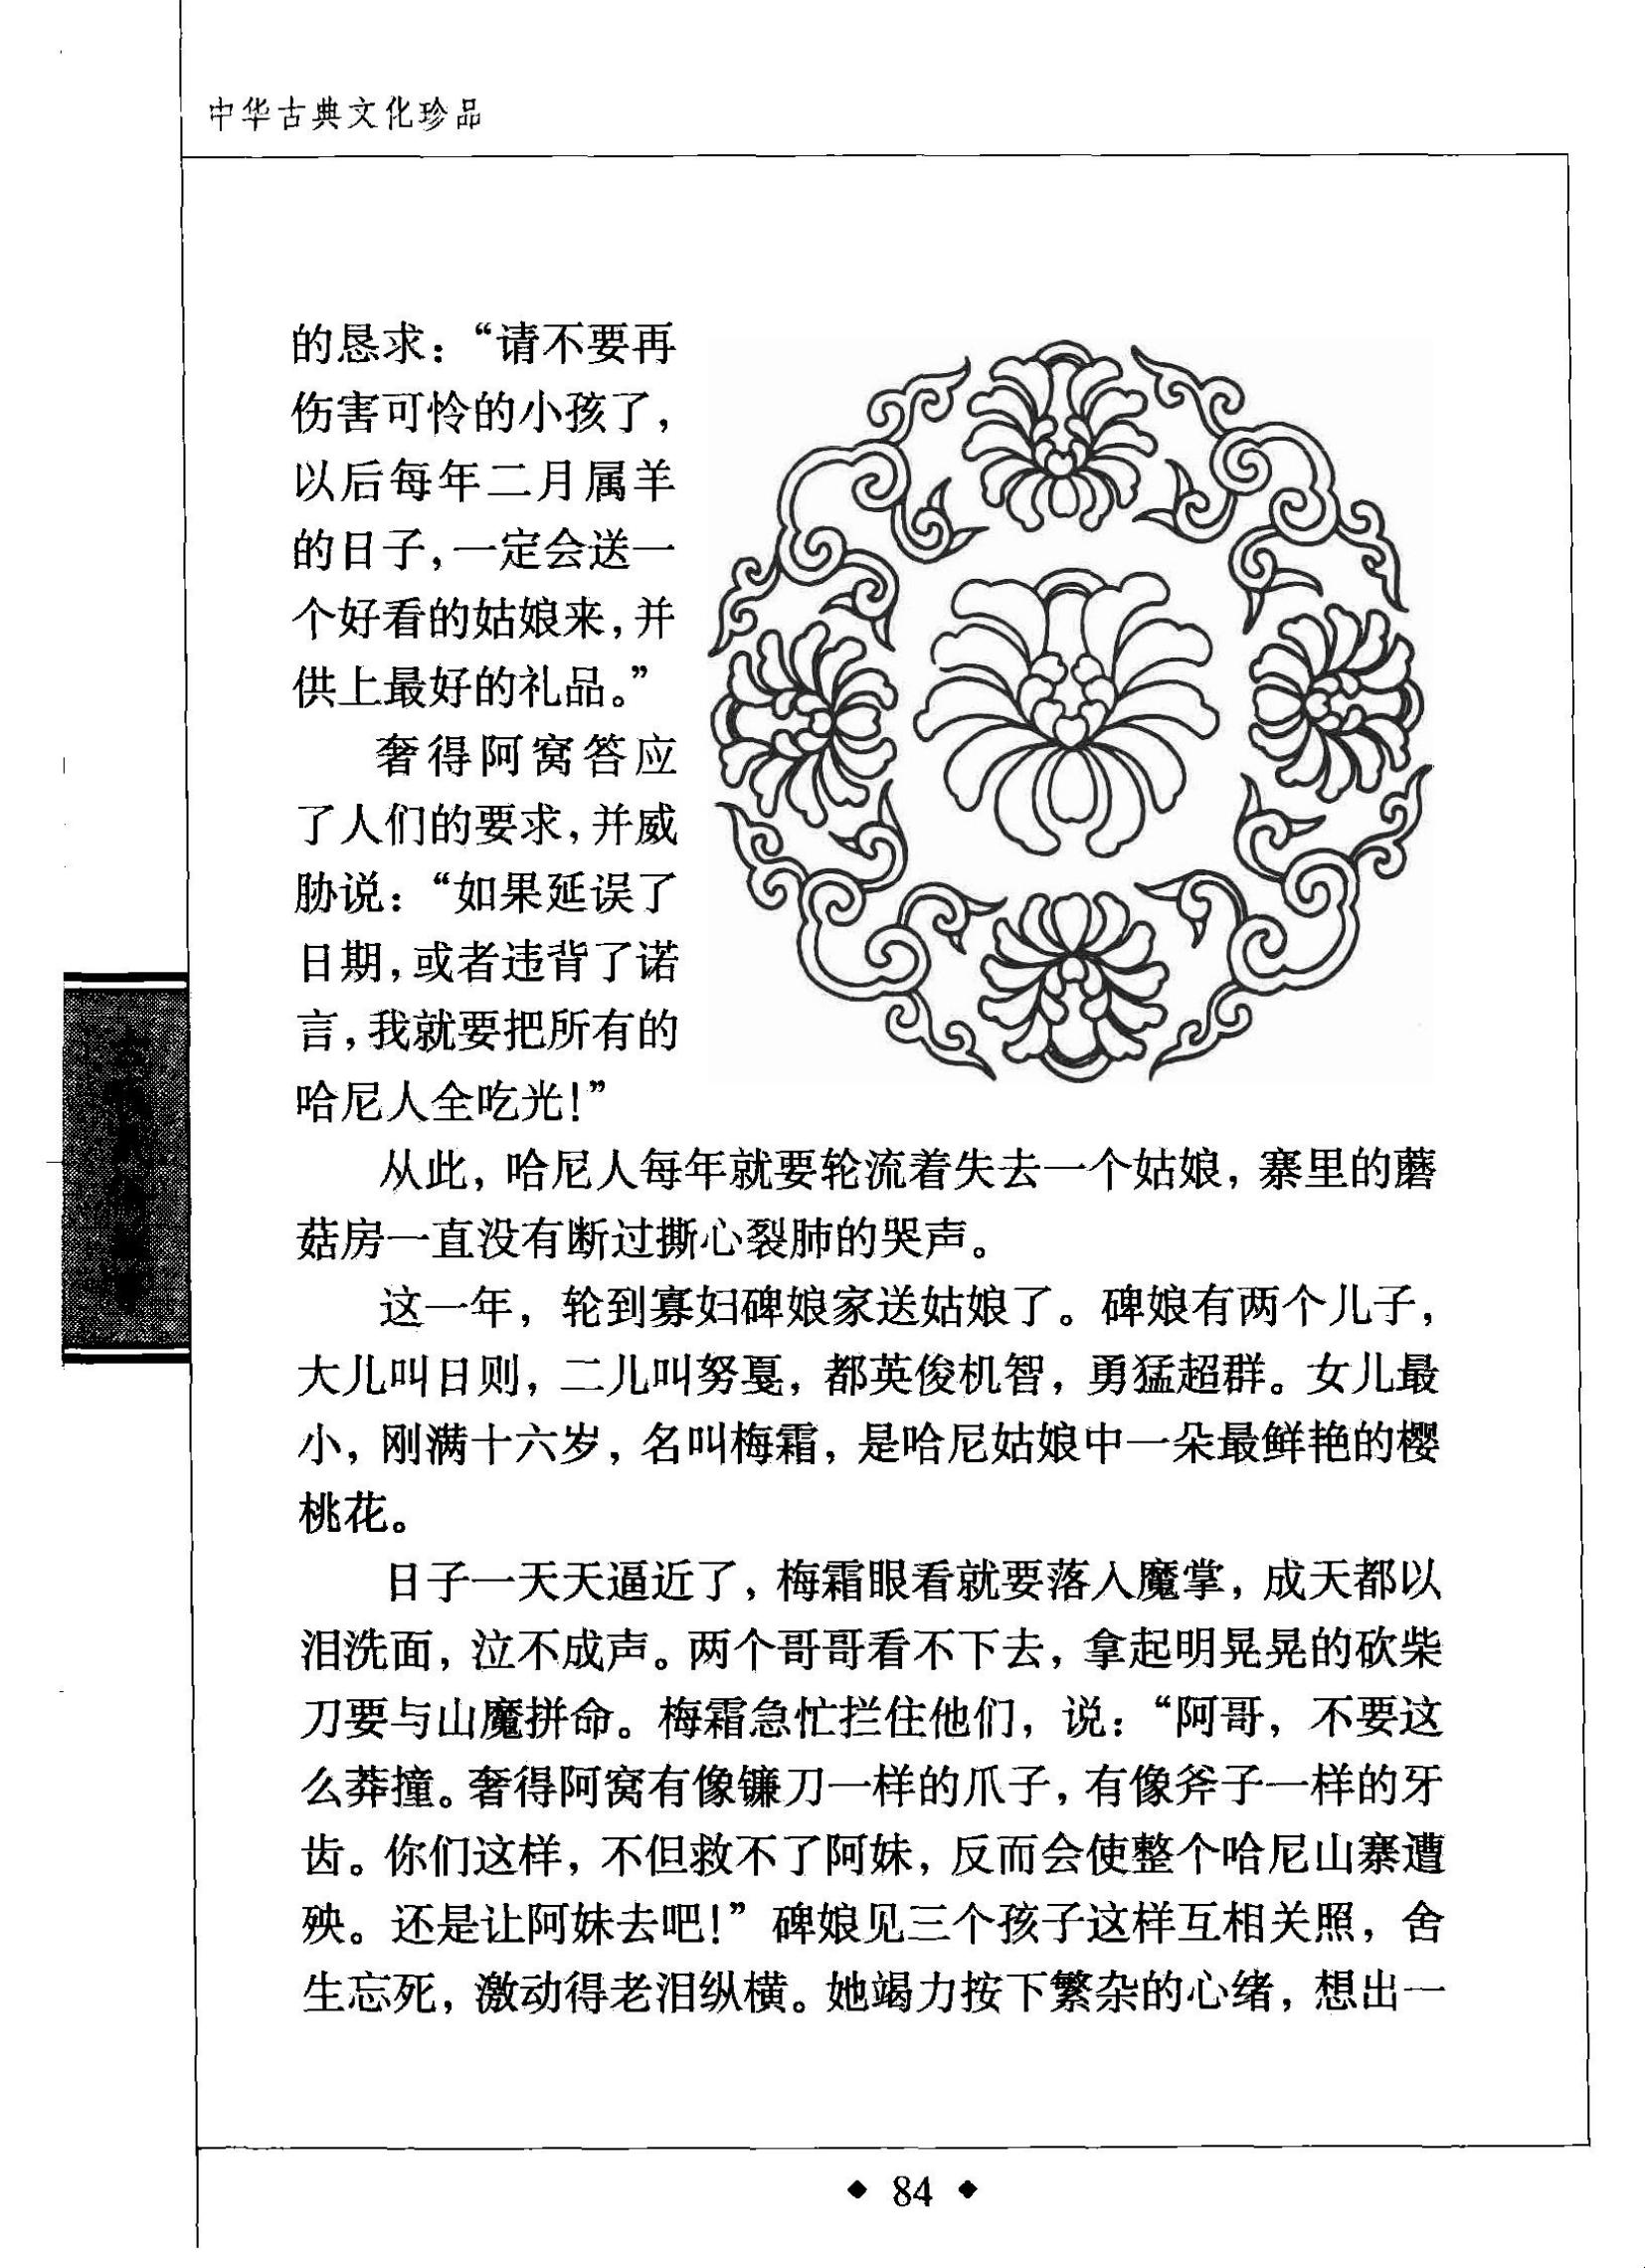 中华古典文化珍品
的恳求：“请不要再
伤害可怜的小孩了，
以后每年二月属羊
的日子，一定会送一
个好看的姑娘来，并
供上最好的礼品。”
奢得阿窝答应
了人们的要求，并威
胁说：“如果延误了
日期，或者违背了诺
言，我就要把所有的
哈尼人全吃光！”
从此，哈尼人每年就要轮流着失去一个姑娘，寨里的蘑
菇房一直没有断过撕心裂肺的哭声。
这一年，轮到寡妇碑娘家送姑娘了。碑娘有两个儿子，
大儿叫日则，二儿叫努戛，都英俊机智，勇猛超群。女儿最
小，刚满十六岁，名叫梅霜，是哈尼姑娘中一朵最鲜艳的樱
桃花。
日子一天天逼近了，梅霜眼看就要落入魔掌，成天都以
泪洗面，泣不成声。两个哥哥看不下去，拿起明晃晃的砍柴
刀要与山魔拼命。梅霜急忙拦住他们，说：“阿哥，不要这
么莽撞。奢得阿窝有像镰刀一样的爪子，有像斧子一样的牙
齿。你们这样，不但救不了阿妹，反而会使整个哈尼山寨遭
殃。还是让阿妹去吧！”碑娘见三个孩子这样互相关照，舍
生忘死，激动得老泪纵横。她竭力按下繁杂的心绪，想出一
◆ 84 ◆